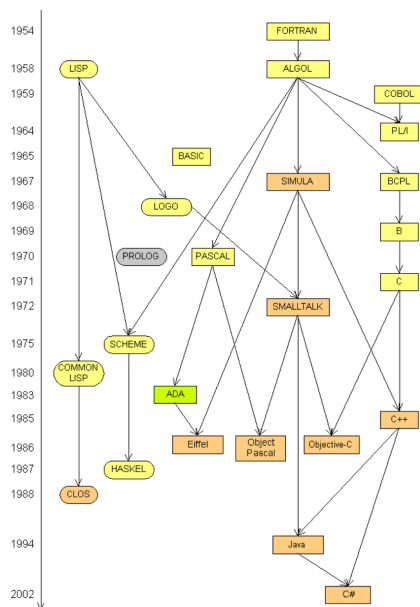 1954
FORTRAN
1958
LISP
ALGOL
1959
COBOL
1964
PL/I
1965
BASIC
1967
SIMULA
BCPL
1968
LOGO
1969
B
1970
PROLOG
PASCAL
1971
C
1972
SMALLTALK
1975
SCHEME
1980
COMMON
LISP
1983
ADA
1985
C++
1986
Eiffel
Object
Pascal
Objective-C
1987
HASKEL
1988
CLOS
1994
Java
2002
C#